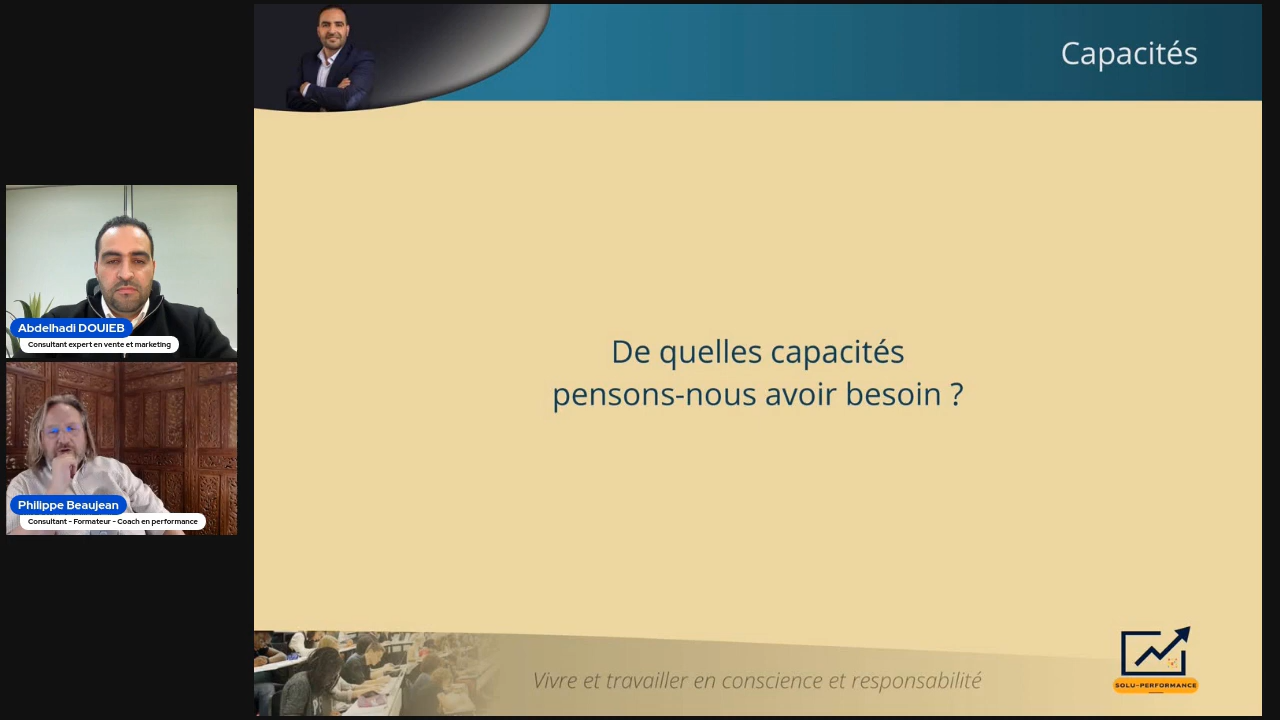 Capacités
Abdelhadi DOUIEB
Consultant expert en vente et marketing
De quelles capacités
pensons-nous avoir besoin ?
Philippe Beaujean
Consultant - Formateur - Coach en performance
Vivre et travailler en conscience et responsabilité
SOLU-PERFORMANCE